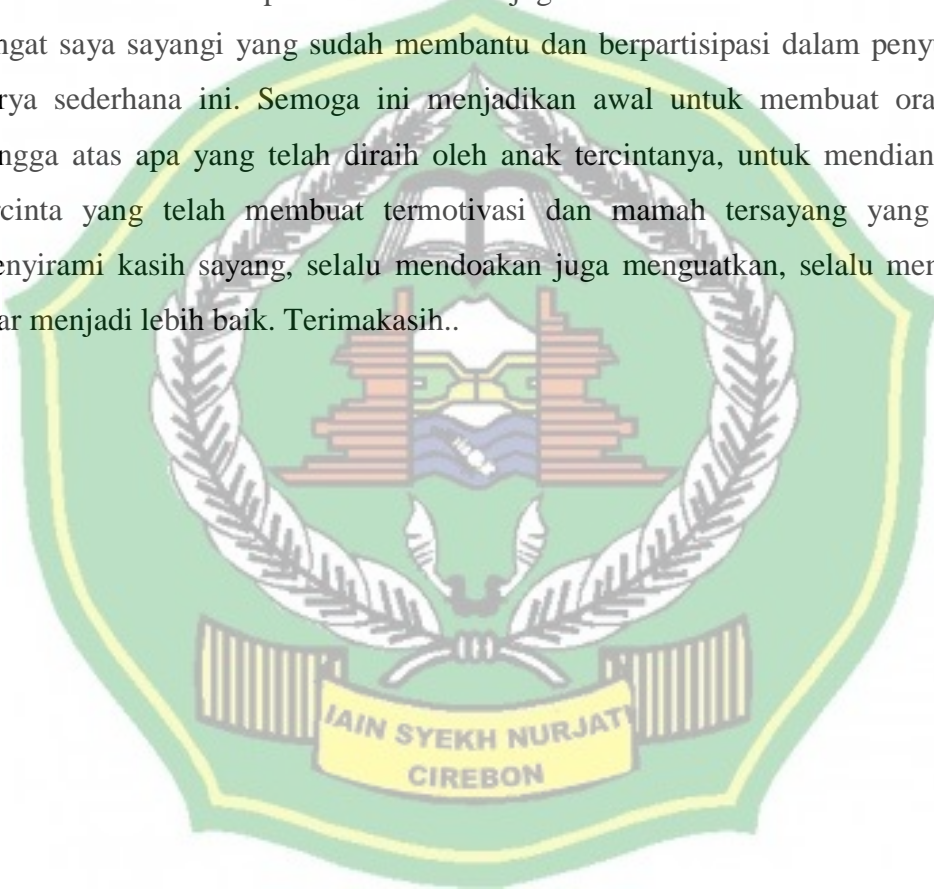 ngat saya sayangi yang sudah membantu dan berpartisipasi dalam peny
rya sederhana ini. Semoga ini menjadikan awal untuk membuat ora
ngga atas apa yang telah diraih oleh anak tercintanya, untuk mendian
rcinta yang telah membuat termotivasi dan mamah tersayang yang
enyirami kasih sayang, selalu mendoakan juga menguatkan, selalu mer
ar menjadi lebih baik. Terimakasih..
IAIN SYEKH NURJATI
CIREBON